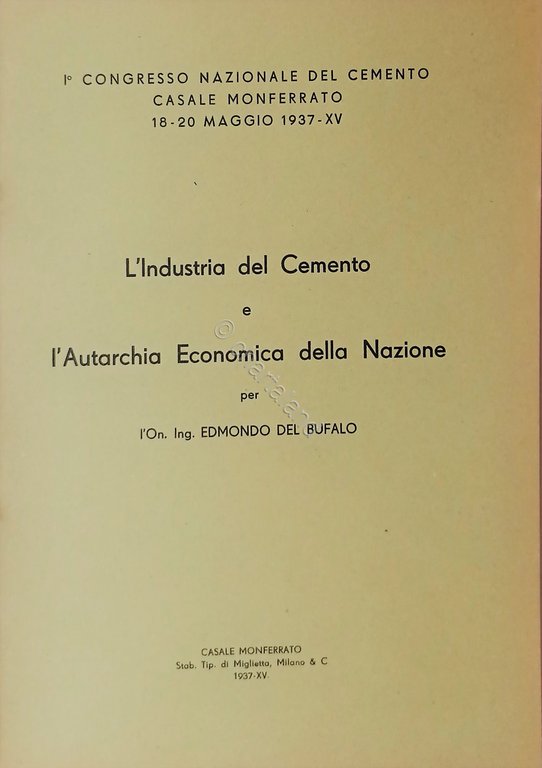 I° CONGRESSO NAZIONALE DEL CEMENTO
CASALE MONFERRATO
18-20 MAGGIO 1937-XV
L'Industria del Cemento
e
l'Autarchia Economica della Nazione
per
l'On. Ing. EDMONDO DEL BUFALO
CASALE MONFERRATO
Stab. Tip. di Miglietta, Milano & C
1937-XV.